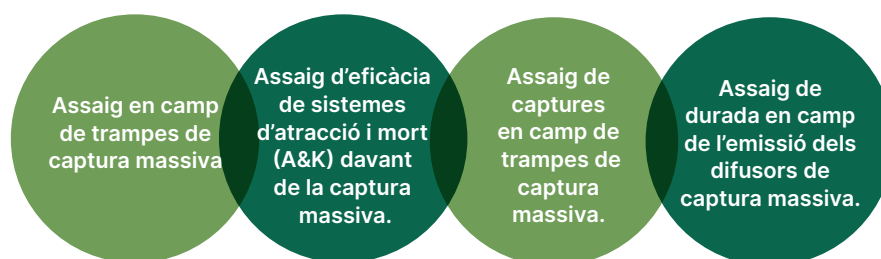 Assaig en camp
de trampes de
captura massiva
Assaig d’eficàcia
de sistemes
d’atracció i mort
(A&K) davant
de la captura
massiva.
Assaig de
captures
en camp de
trampes de
captura
massiva.
Assaig de
durada en camp
de l’emissió dels
difusors de
captura massiva.